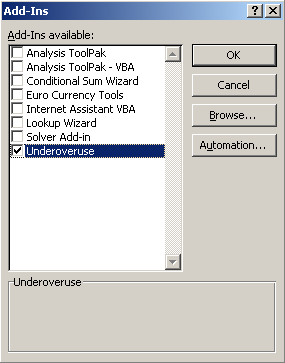 Add-Ins
Add-Ins available:
Analysis ToolPak
Analysis ToolPak - VBA
Conditional Sum Wizard
Euro Currency Tools
Internet Assistant VBA
Lookup Wizard
Solver Add-in
Underoveruse
OK
Cancel
Browse...
Automation...
Underoveruse